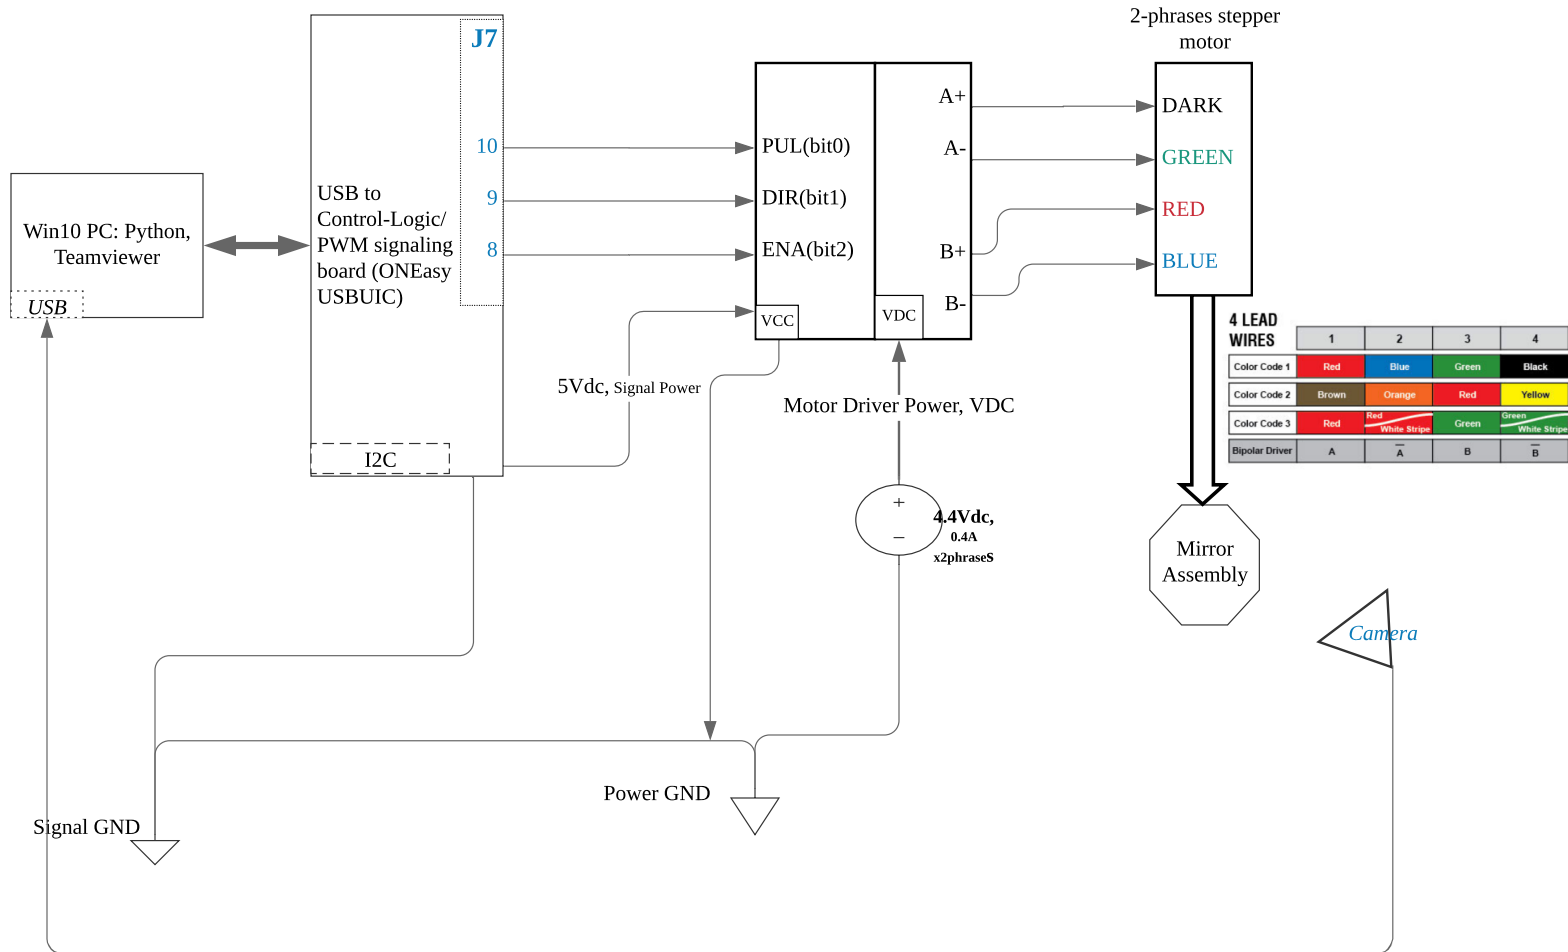 2-phrases stepper
motor
J7
10
9
8
USB to
Control-Logic/
PWM signaling
board (ONEasy
USBUIC)
I2C
Win10 PC: Python,
Teamviewer
USB
PUL(bit0)
DIR(bit1)
ENA(bit2)
VCC
VDC
A+
A-
B+
B-
DARK
GREEN
RED
BLUE
5Vdc, Signal Power
Motor Driver Power, VDC
+
–
4.4Vdc,
0.4A
x2phrases
4 LEAD
WIRES
1 2 3 4
Color Code 1 Red Blue Green Black
Color Code 2 Brown Orange Red Yellow
Color Code 3 Red Red White Stripe Green Green White Stripe
Bipolar Driver A A̅ B B̅
Mirror
Assembly
Camera
Power GND
Signal GND